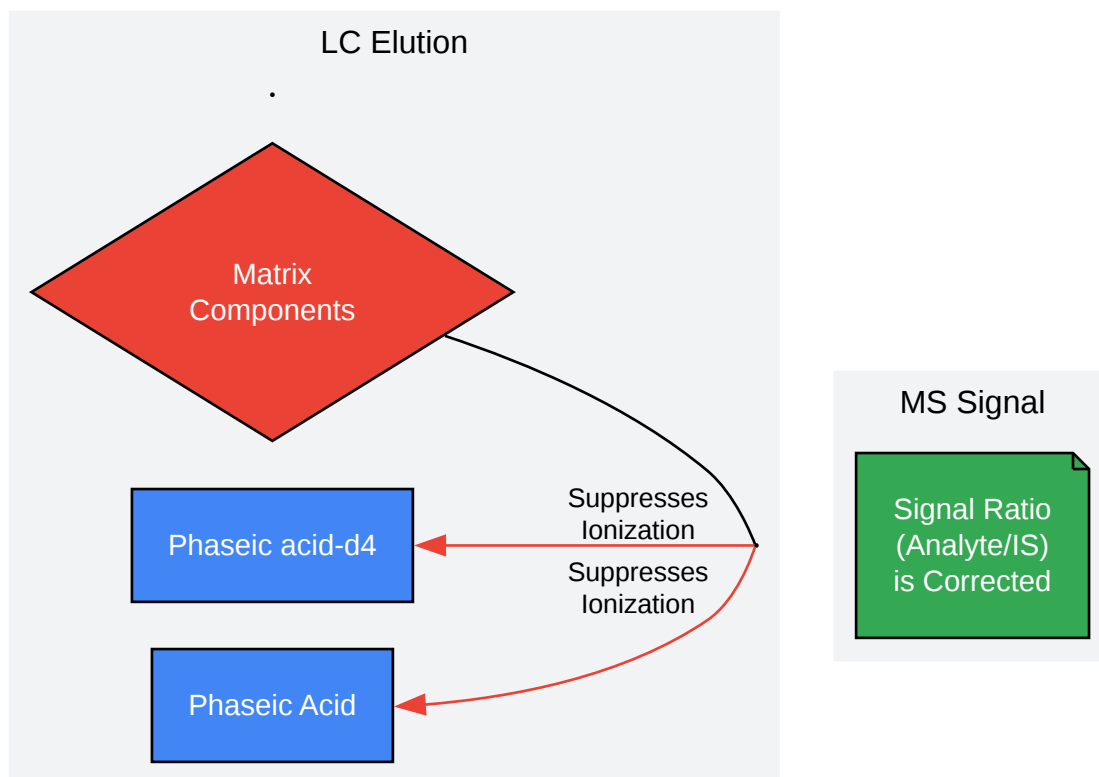 LC Elution
Matrix
Components
Suppresses
Ionization
Phaseic acid-d4
Suppresses
Ionization
Phaseic Acid
MS Signal
Signal Ratio
(Analyte/IS)
is Corrected